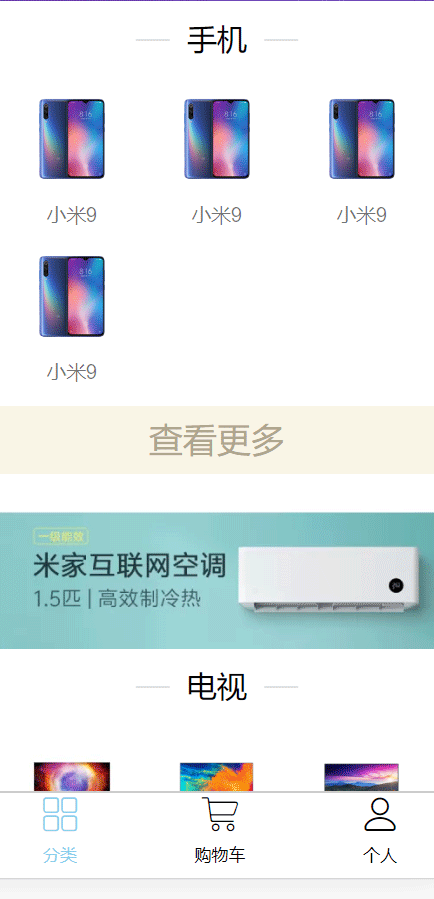 手机
小米9
小米9
小米9
小米9
查看更多
一级能效
米家互联网空调
1.5匹 | 高效制冷热
电视
分类
购物车
个人